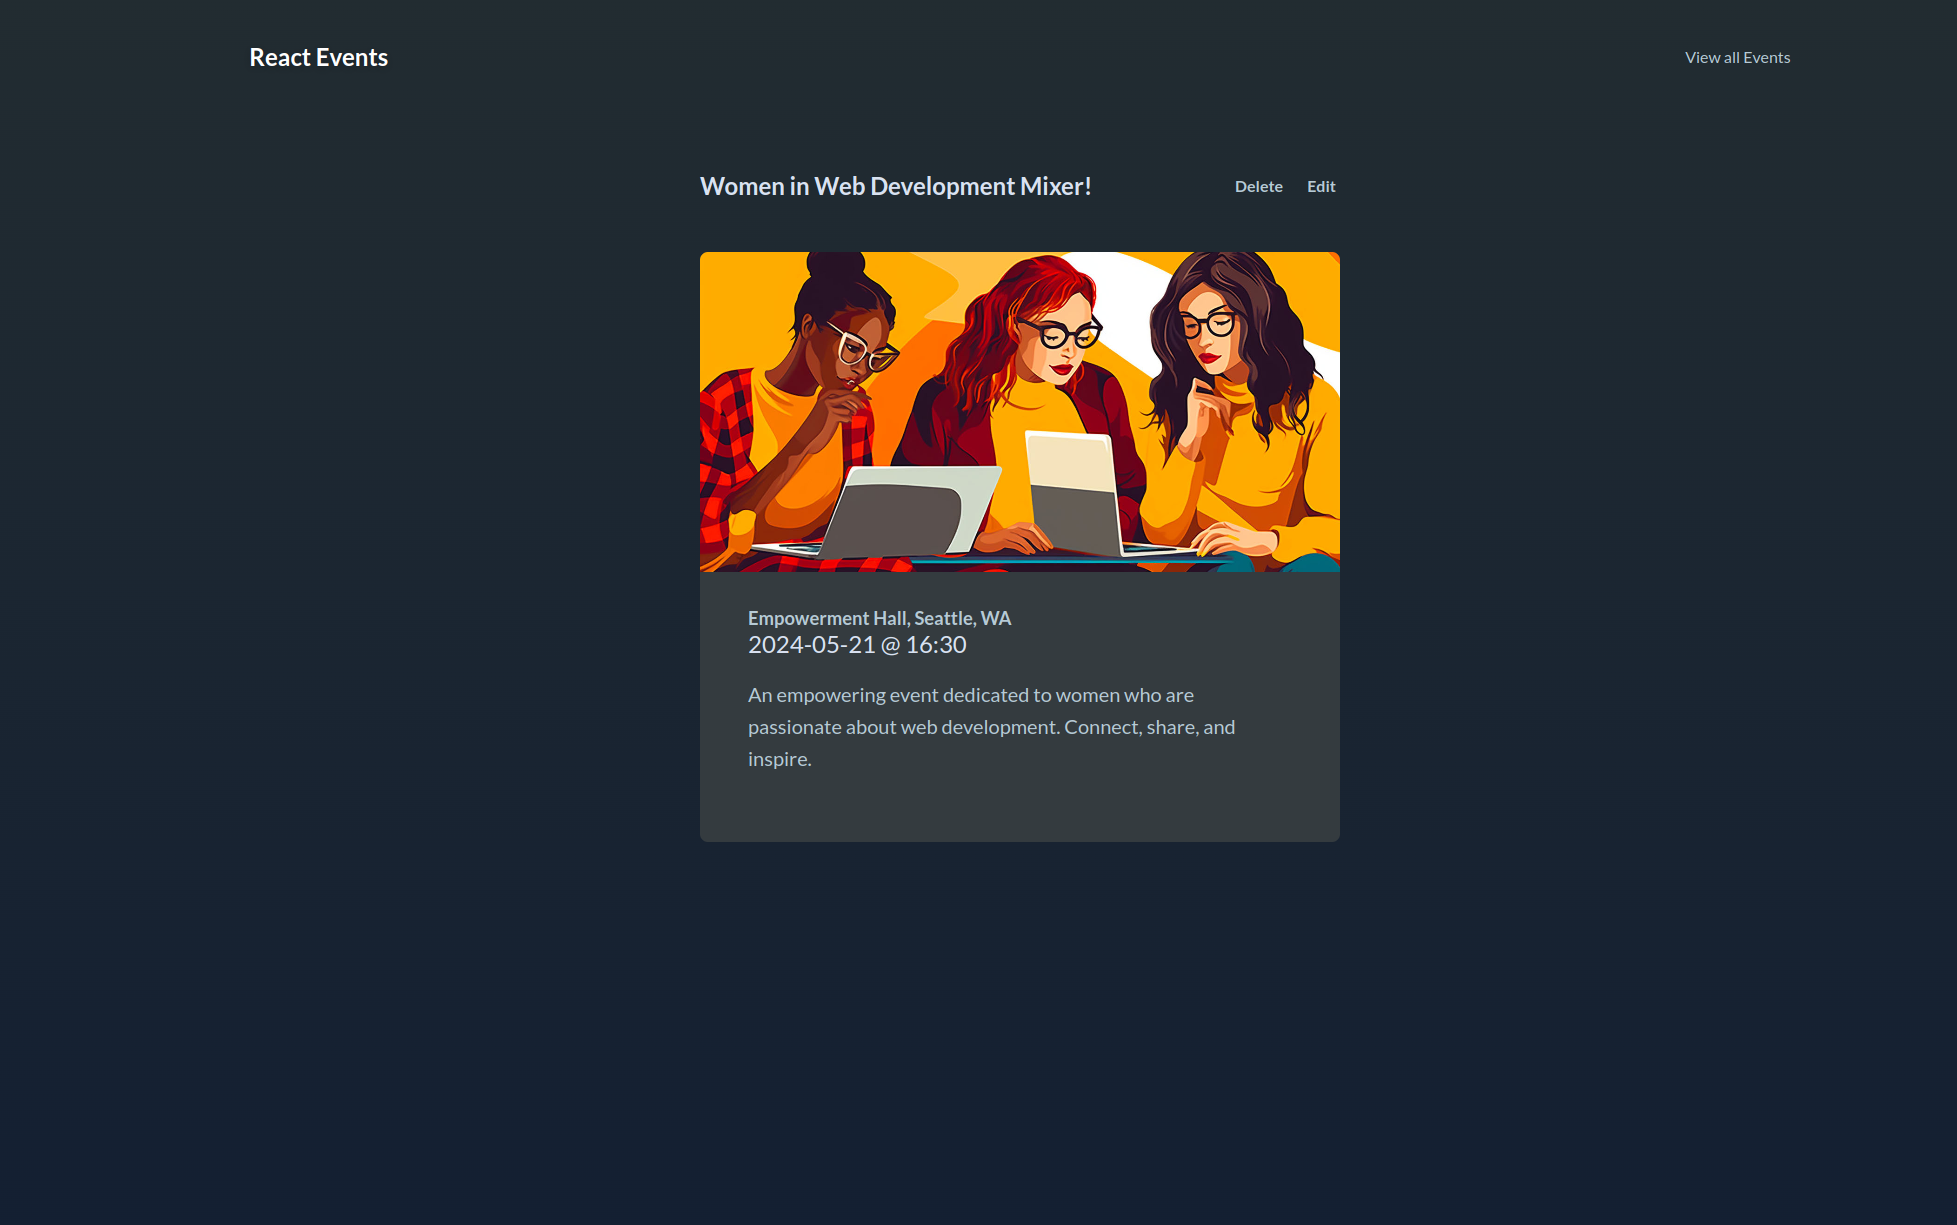 React Events
View all Events
Women in Web Development Mixer!
Delete
Edit
Empowerment Hall, Seattle, WA
2024-05-21 @ 16:30
An empowering event dedicated to women who are
passionate about web development. Connect, share, and
inspire.